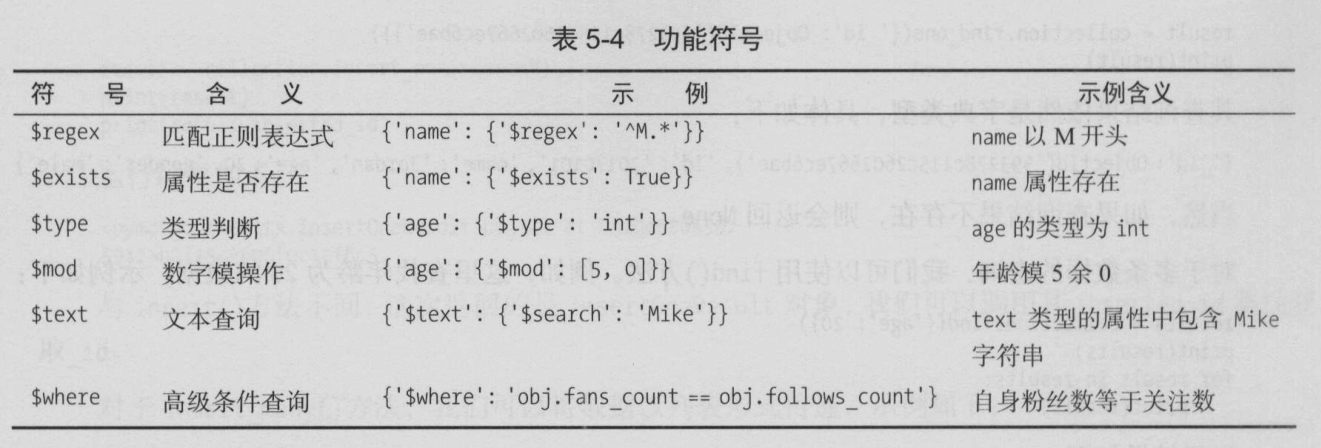 表 5-4 功能符号
符 号 含 义 示 例 示例含义
$regex 匹配正则表达式 {'name': {'$regex': '^M.*'}} name 以 M 开头
$exists 属性是否存在 {'name': {'$exists': True}} name 属性存在
$type 类型判断 {'age': {'$type': 'int'}} age 的类型为 int
$mod 数字模操作 {'age': {'$mod': [5, 0]}} 年龄模 5 余 0
$text 文本查询 {'$text': {'$search': 'Mike'}} text 类型的属性中包含 Mike
字符串
$where 高级条件查询 {'$where': 'obj.fans_count == obj.follows_count'} 自身粉丝数等于关注数